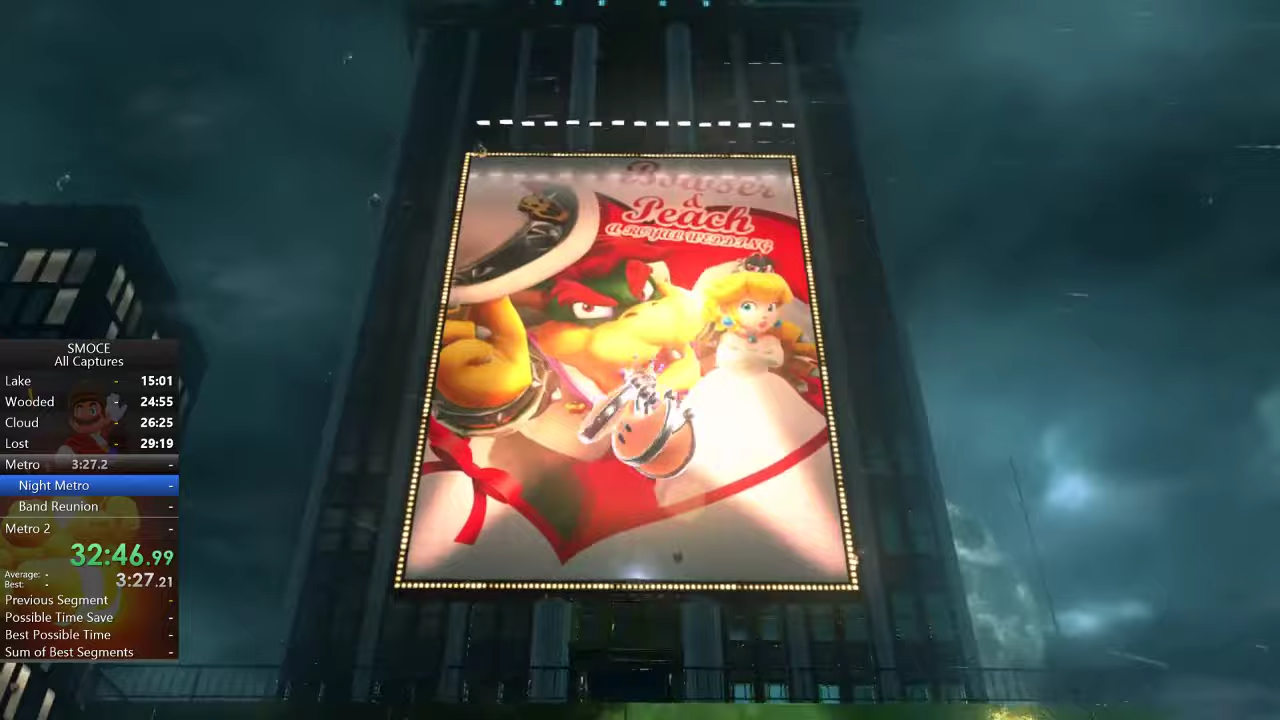 Bowser
&
Peach
A ROYAL WEDDING
SMOCE
All Captures
Lake - 15:01
Wooded - 24:55
Cloud - 26:25
Lost - 29:19
Metro 3:27.2 -
Night Metro -
Band Reunion -
Metro 2 -
32:46.99
Average: -
Best: - 3:27.21
Previous Segment -
Possible Time Save -
Best Possible Time -
Sum of Best Segments -